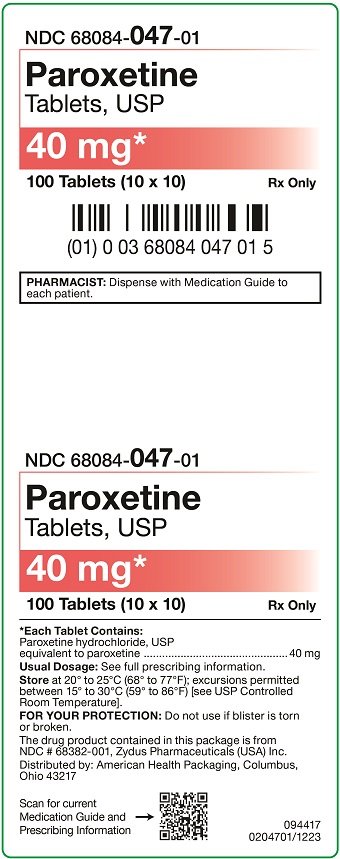 NDC 68084-047-01
Paroxetine
Tablets, USP
40 mg*
100 Tablets (10 x 10) Rx Only
(01) 0 03 68084 047 01 5
PHARMACIST: Dispense with Medication Guide to
each patient.
NDC 68084-047-01
Paroxetine
Tablets, USP
40 mg*
100 Tablets (10 x 10) Rx Only
*Each Tablet Contains:
Paroxetine hydrochloride, USP
equivalent to paroxetine ............................................. 40 mg
Usual Dosage: See full prescribing information.
Store at 20° to 25°C (68° to 77°F); excursions permitted
between 15° to 30°C (59° to 86°F) [see USP Controlled
Room Temperature].
FOR YOUR PROTECTION: Do not use if blister is torn
or broken.
The drug product contained in this package is from
NDC # 68382-001, Zydus Pharmaceuticals (USA) Inc.
Distributed by: American Health Packaging, Columbus,
Ohio 43217
Scan for current
Medication Guide and
Prescribing Information
094417
0204701/1223